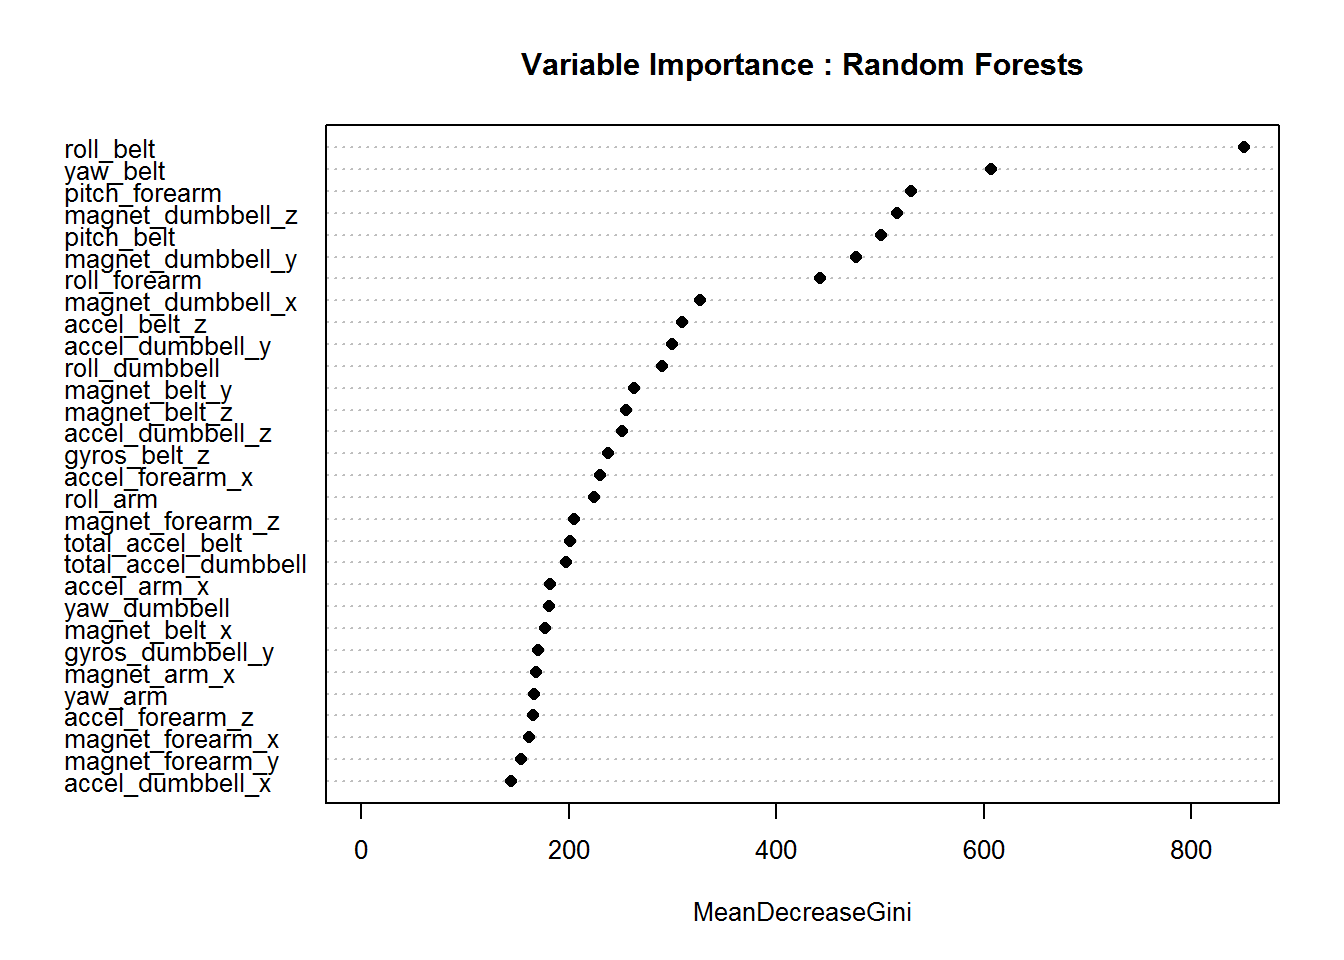 Variable Importance : Random Forests
roll_belt
yaw_belt
pitch_forearm
magnet_dumbbell_z
pitch_belt
magnet_dumbbell_y
roll_forearm
magnet_dumbbell_x
accel_belt_z
accel_dumbbell_y
roll_dumbbell
magnet_belt_y
magnet_belt_z
accel_dumbbell_z
gyros_belt_z
accel_forearm_x
roll_arm
magnet_forearm_z
total_accel_belt
total_accel_dumbbell
accel_arm_x
yaw_dumbbell
magnet_belt_x
gyros_dumbbell_y
magnet_arm_x
yaw_arm
accel_forearm_z
magnet_forearm_x
magnet_forearm_y
accel_dumbbell_x
0 200 400 600 800
MeanDecreaseGini